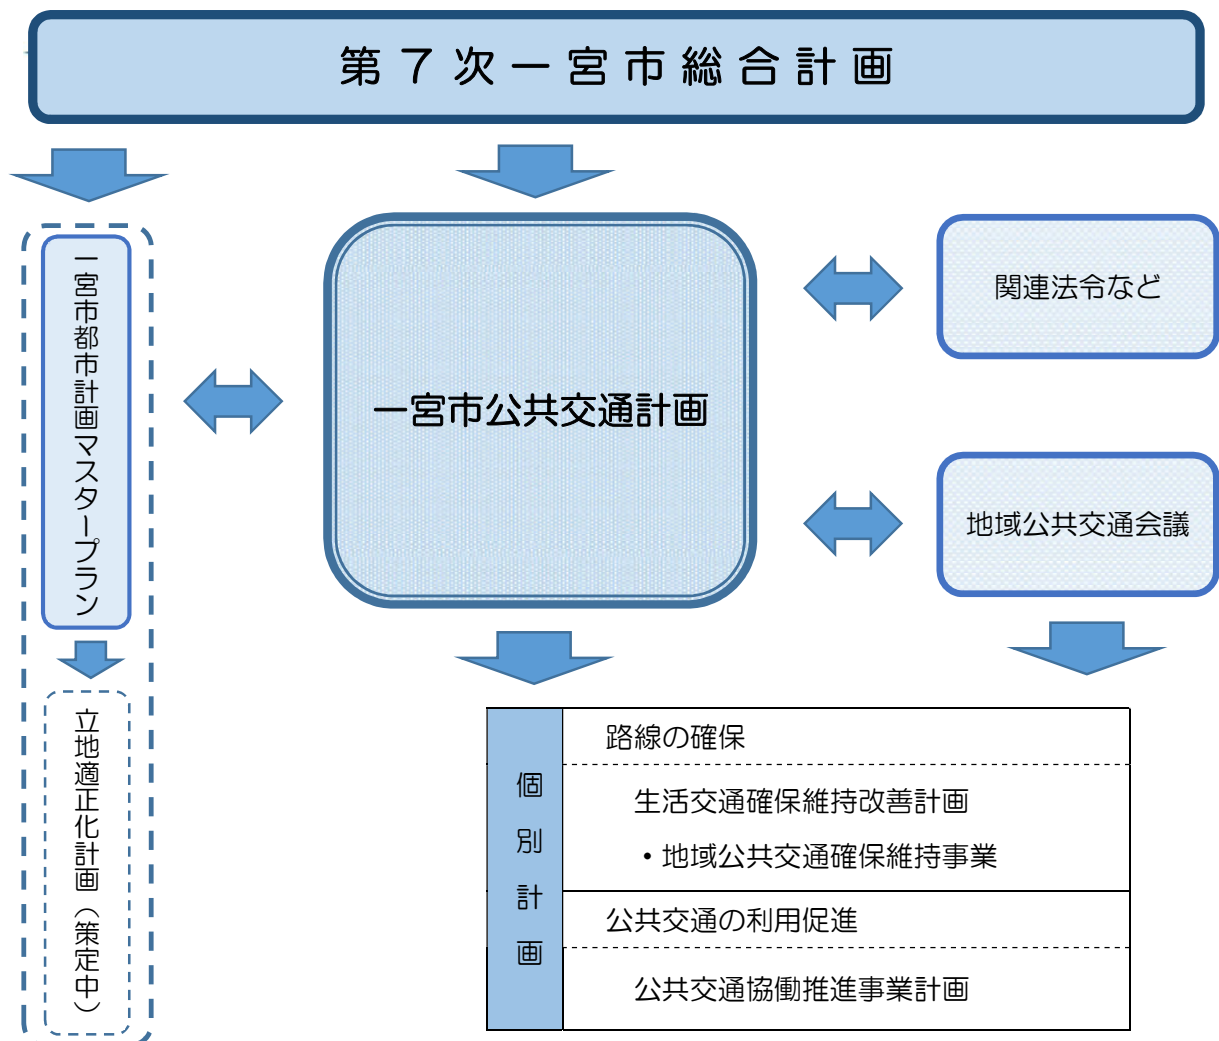 第７次一宮市総合計画
一宮市都市計画マスタープラン
立地適正化計画（策定中）
一宮市公共交通計画
関連法令など
地域公共交通会議
個別計画
路線の確保
生活交通確保維持改善計画
・地域公共交通確保維持事業
公共交通の利用促進
公共交通協働推進事業計画